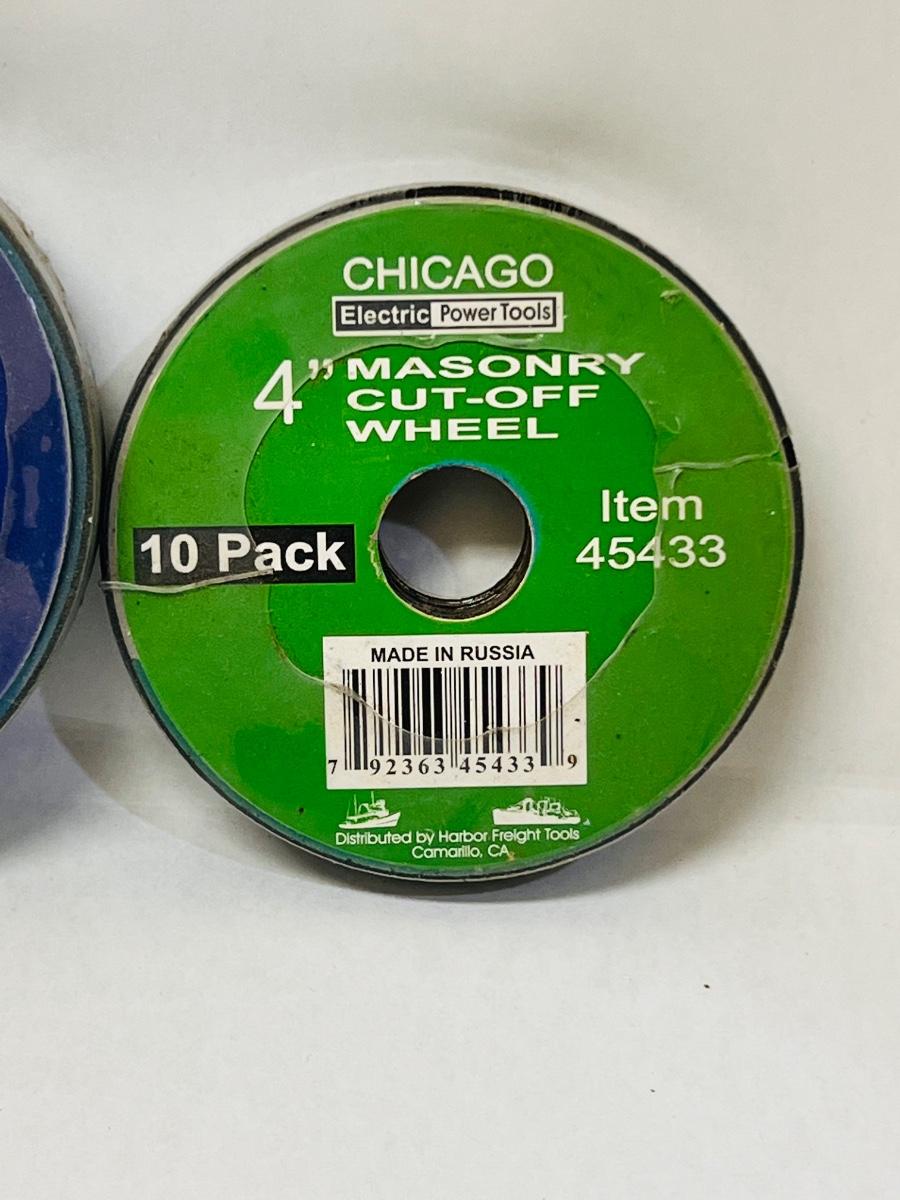 CHICAGO
Electric Power Tools
4” MASONRY
CUT-OFF
WHEEL
Item
45433
10 Pack
MADE IN RUSSIA
7 92363 45433 9
Distributed by Harbor Freight Tools
Camarillo, CA